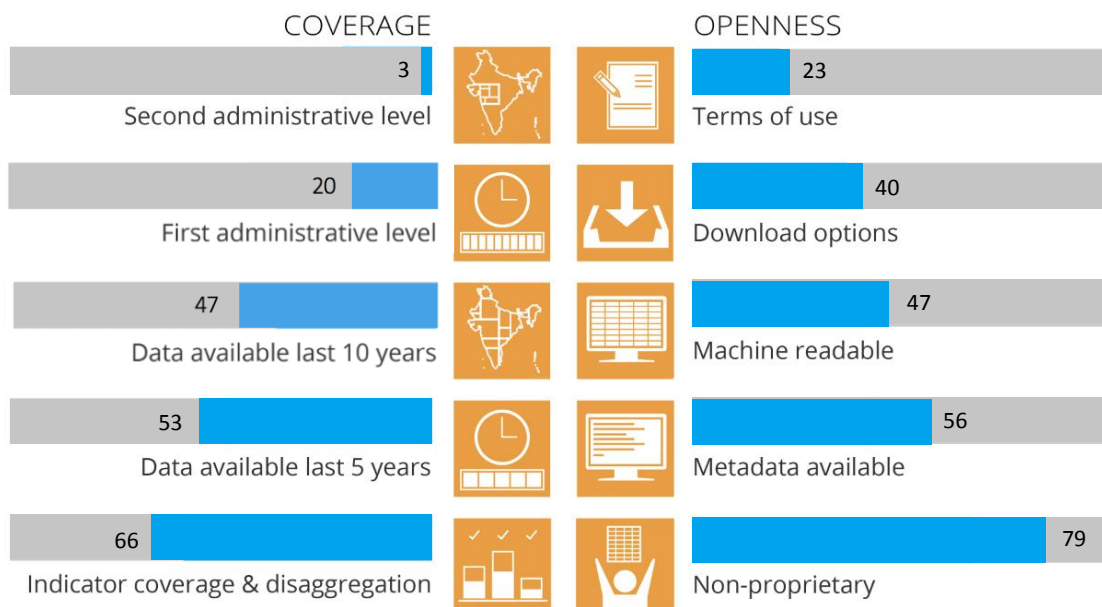 COVERAGE
3
Second administrative level
20
First administrative level
47
Data available last 10 years
53
Data available last 5 years
66
Indicator coverage & disaggregation
OPENNESS
23
Terms of use
40
Download options
47
Machine readable
56
Metadata available
79
Non-proprietary